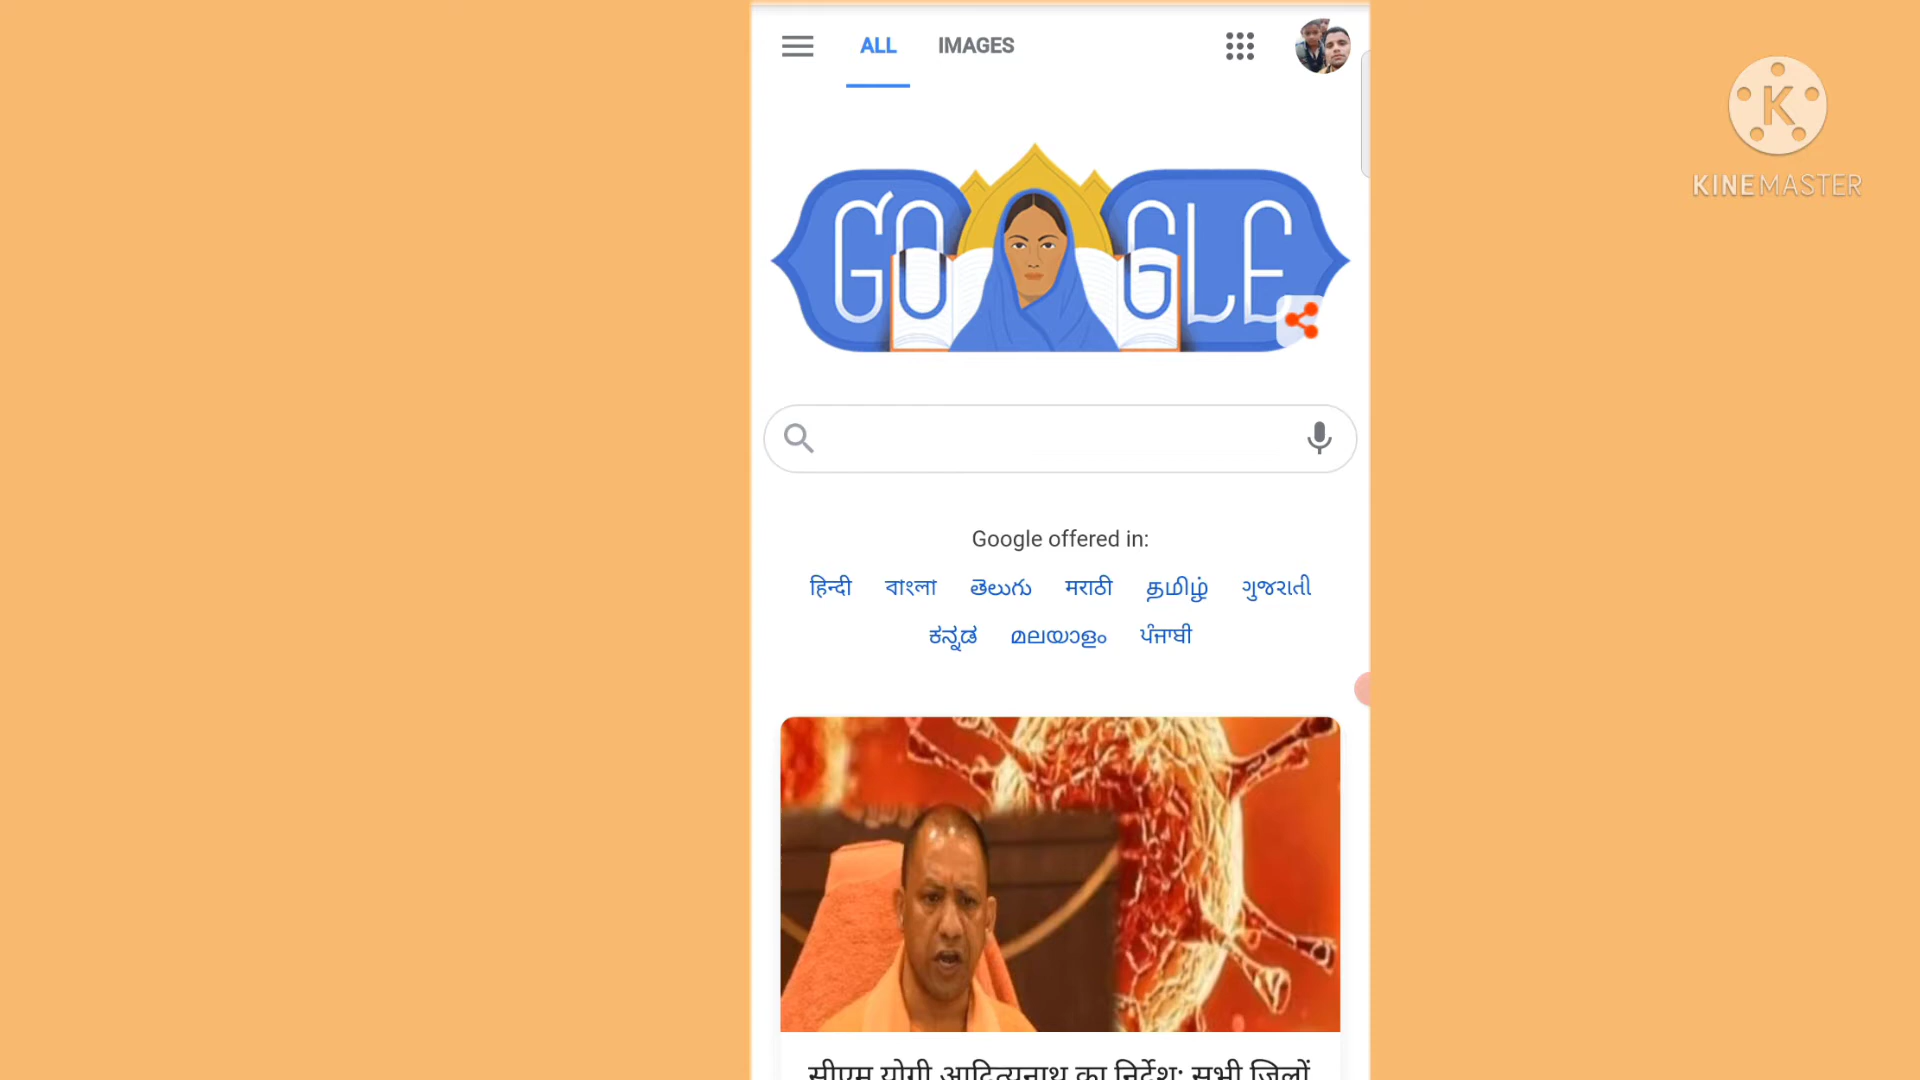 ALL IMAGES
GOOGLE
Google offered in:
हिन्दी বাংলা తెలుగు मराठी தமிழ் ગુજરાતી
ಕನ್ನಡ മലയാളം ਪੰਜਾਬੀ
सीएम योगी आदित्यनाथ का निर्देश: सभी जिलों
K
KINEMASTER